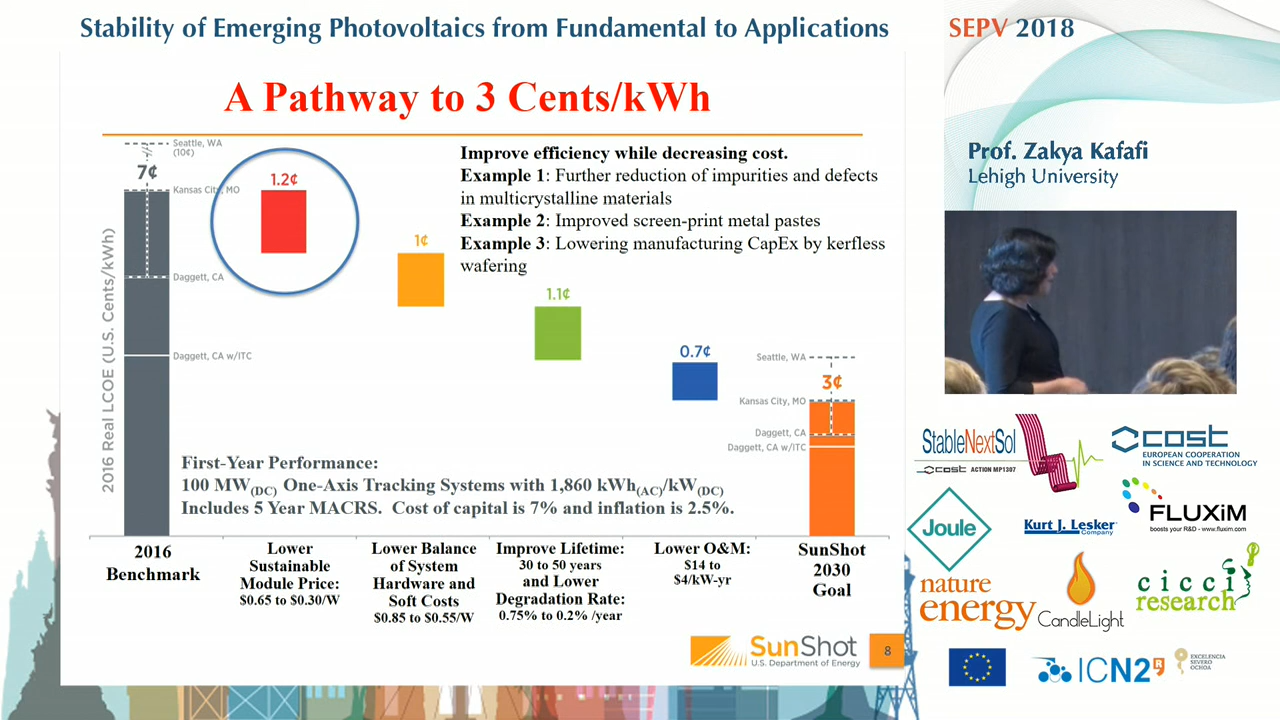 Stability of Emerging Photovoltaics from Fundamental to Applications
SEPV 2018
A Pathway to 3 Cents/kWh
Seattle, WA
(10¢)
7¢
Kansas City, MO
Daggett, CA
Daggett, CA w/ITC
2016 Real LCOE (U.S. Cents/kWh)
1.2¢
1¢
1.1¢
0.7¢
Improve efficiency while decreasing cost.
Example 1: Further reduction of impurities and defects
in multicrystalline materials
Example 2: Improved screen-print metal pastes
Example 3: Lowering manufacturing CapEx by kerfless
wafering
Seattle, WA
3¢
Kansas City, MO
Daggett, CA
Daggett, CA w/ITC
First-Year Performance:
100 MW(DC) One-Axis Tracking Systems with 1,860 kWh(AC)/kW(DC)
Includes 5 Year MACRS. Cost of capital is 7% and inflation is 2.5%.
2016
Benchmark
Lower
Sustainable
Module Price:
$0.65 to $0.30/W
Lower Balance
of System
Hardware and
Soft Costs
$0.85 to $0.55/W
Improve Lifetime:
30 to 50 years
and Lower
Degradation Rate:
0.75% to 0.2% /year
Lower O&M:
$14 to
$4/kW-yr
SunShot
2030
Goal
SunShot
U.S. Department of Energy
8
Prof. Zakya Kafafi
Lehigh University
StableNextSol
cost ACTION MP1307
cost
EUROPEAN COOPERATION
IN SCIENCE AND TECHNOLOGY
Joule
Kurt J. Lesker
Company
FLUXiM
boosts your R&D - www.fluxim.com
nature
energy
CandleLight
cicci
research
ICN2
EXCELENCIA
SEVERO
OCHOA